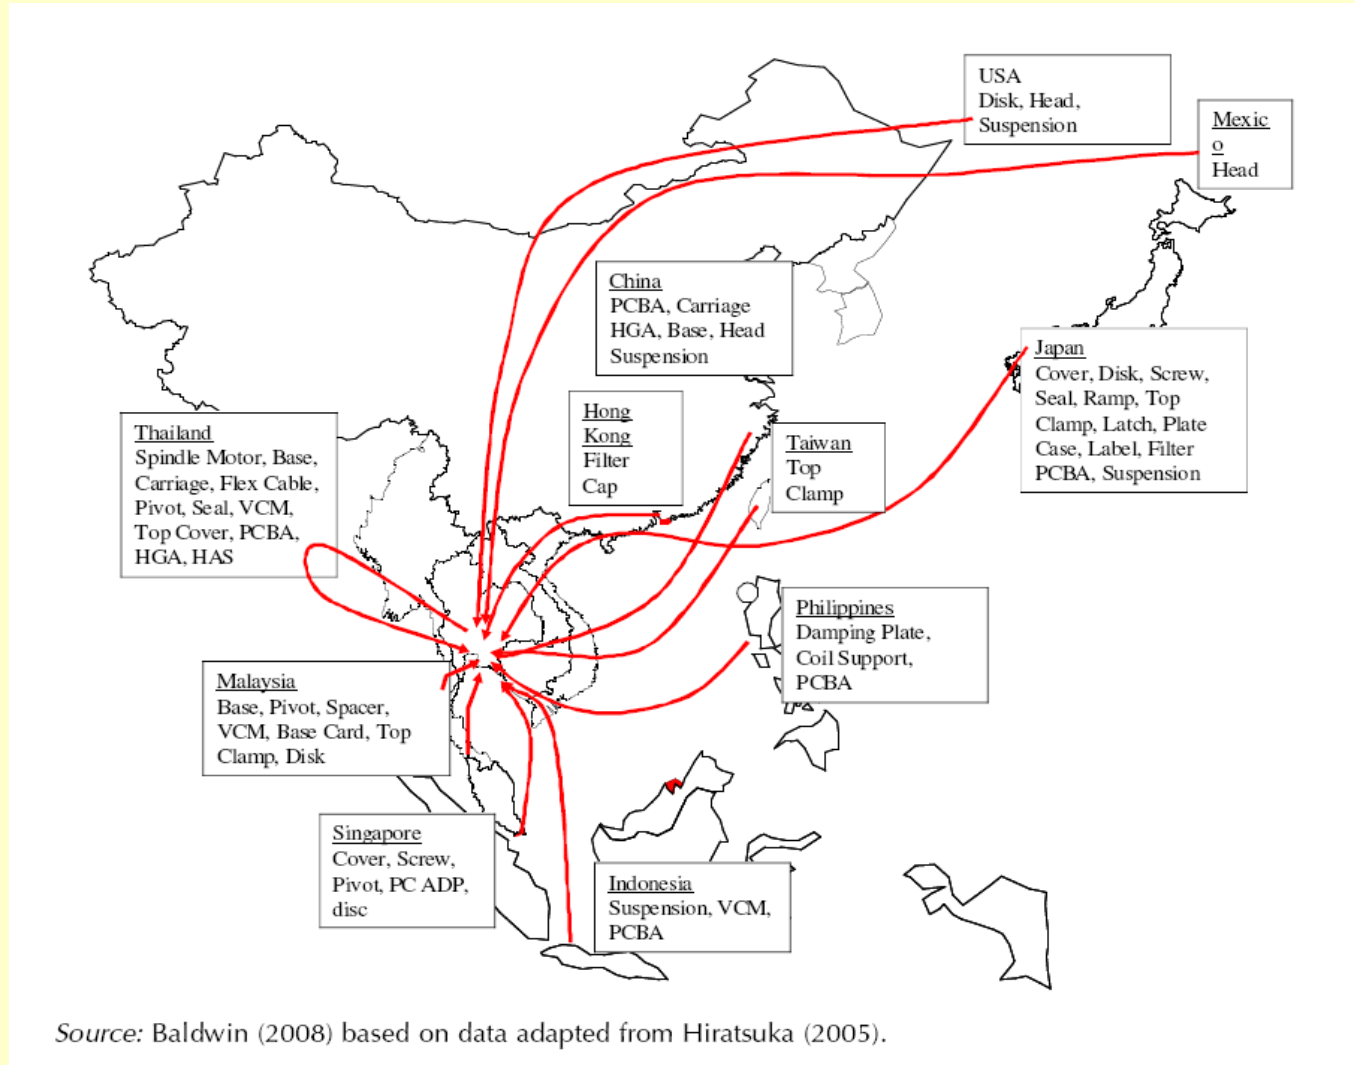 USA
Disk, Head,
Suspension
Mexic
o
Head
China
PCBA, Carriage
HGA, Base, Head
Suspension
Japan
Cover, Disk, Screw,
Seal, Ramp, Top
Clamp, Latch, Plate
Case, Label, Filter
PCBA, Suspension
Hong
Kong
Filter
Cap
Taiwan
Top
Clamp
Thailand
Spindle Motor, Base,
Carriage, Flex Cable,
Pivot, Seal, VCM,
Top Cover, PCBA,
HGA, HAS
Philippines
Damping Plate,
Coil Support,
PCBA
Malaysia
Base, Pivot, Spacer,
VCM, Base Card, Top
Clamp, Disk
Singapore
Cover, Screw,
Pivot, PC ADP,
disc
Indonesia
Suspension, VCM,
PCBA
Source: Baldwin (2008) based on data adapted from Hiratsuka (2005).